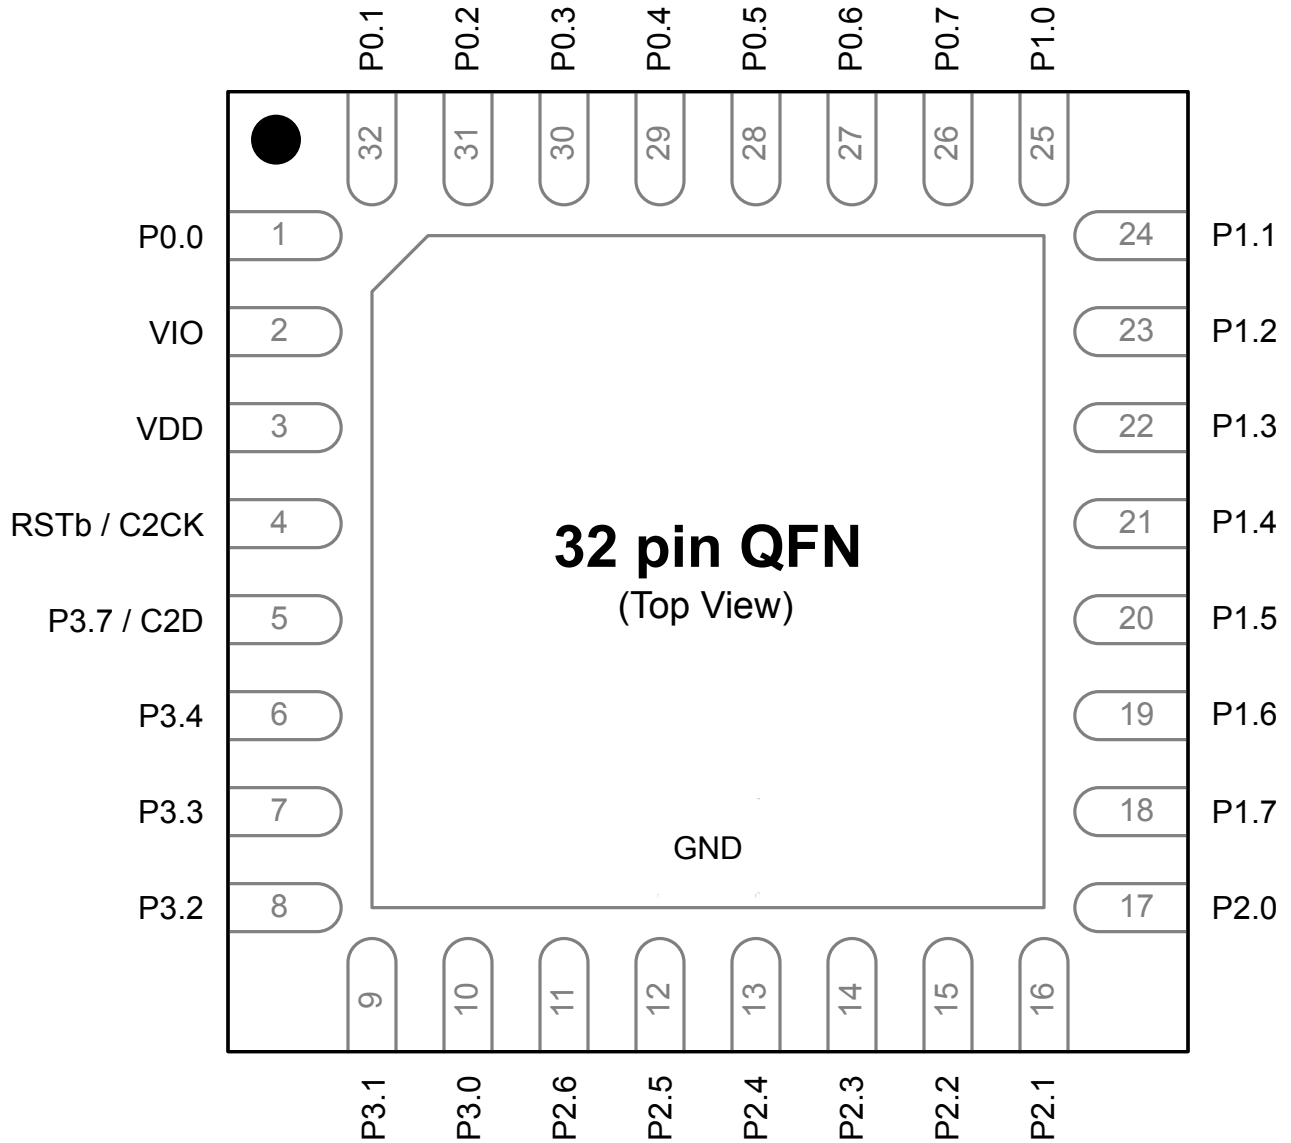 P0.1 P0.2 P0.3 P0.4 P0.5 P0.6 P0.7 P1.0
32 31 30 29 28 27 26 25
P0.0 1 24 P1.1
VIO 2 23 P1.2
VDD 3 22 P1.3
RSTb / C2CK 4 21 P1.4
32 pin QFN
(Top View)
P3.7 / C2D 5 20 P1.5
P3.4 6 19 P1.6
P3.3 7 18 P1.7
GND
P3.2 8 17 P2.0
9 10 11 12 13 14 15 16
P3.1 P3.0 P2.6 P2.5 P2.4 P2.3 P2.2 P2.1